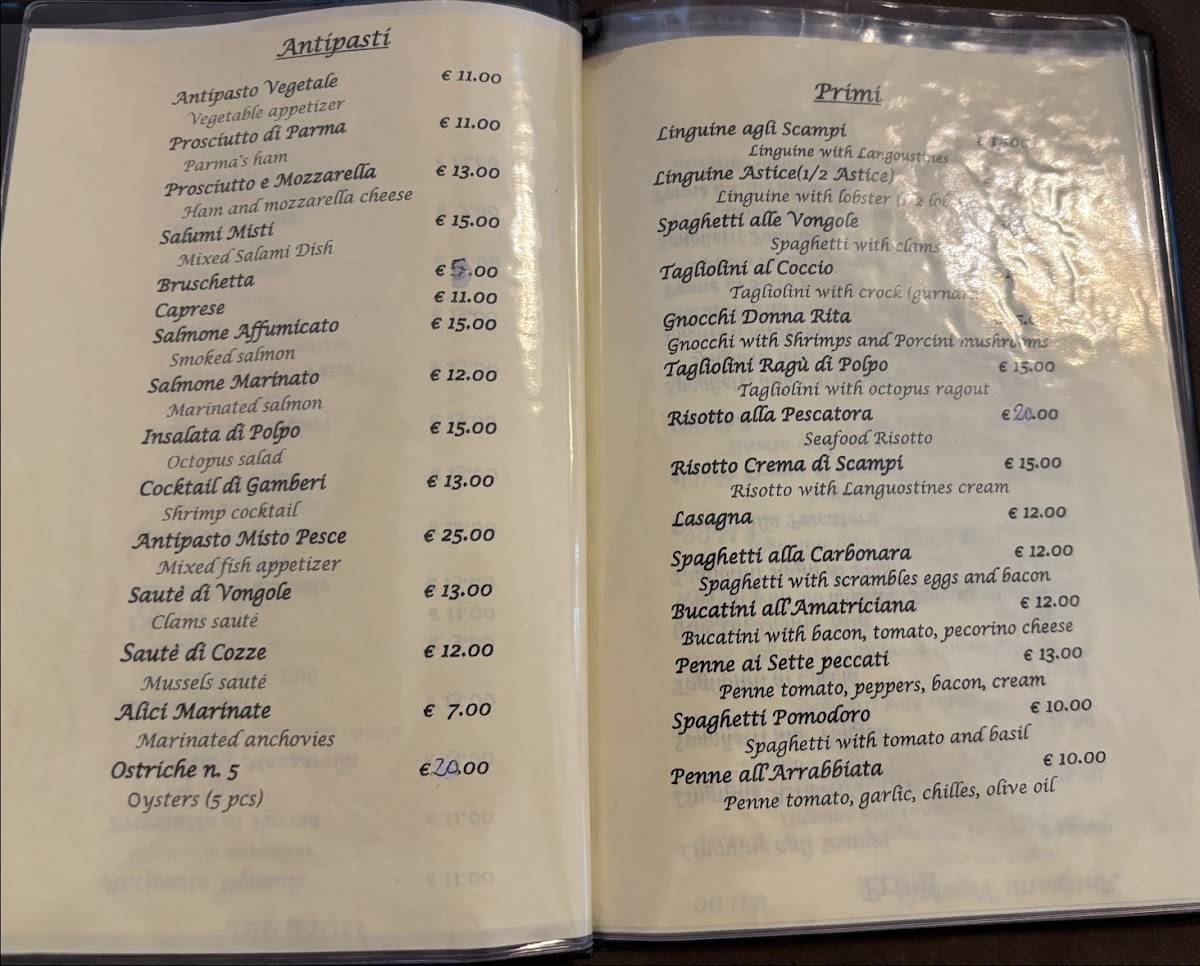 Antipasti
Antipasto Vegetale € 11.00
Vegetable appetizer
Prosciutto di Parma € 11.00
Parma's ham
Prosciutto e Mozzarella € 13.00
Ham and mozzarella cheese
Salumi Misti € 15.00
Mixed Salami Dish
Bruschetta € 5.00
Caprese € 11.00
Salmone Affumicato € 15.00
Smoked salmon
Salmone Marinato € 12.00
Marinated salmon
Insalata di Polpo € 15.00
Octopus salad
Cocktail di Gamberi € 13.00
Shrimp cocktail
Antipasto Misto Pesce € 25.00
Mixed fish appetizer
Sautè di Vongole € 13.00
Clams sauté
Sautè di Cozze € 12.00
Mussels sauté
Alici Marinate € 7.00
Marinated anchovies
Ostriche n. 5 € 20.00
Oysters (5 pcs)
Primi
Linguine agli Scampi
Linguine with Langoustines
Linguine Astice(1/2 Astice)
Linguine with lobster
Spaghetti alle Vongole
Spaghetti with clams
Tagliolini al Coccio
Tagliolini with crock
Gnocchi Donna Rita
Gnocchi with Shrimps and Porcini mushrooms
Tagliolini Ragù di Polpo € 15.00
Tagliolini with octopus ragout
Risotto alla Pescatora € 20.00
Seafood Risotto
Risotto Crema di Scampi € 15.00
Risotto with Languostines cream
Lasagna € 12.00
Spaghetti alla Carbonara € 12.00
Spaghetti with scrambles eggs and bacon
Bucatini all'Amatriciana € 12.00
Bucatini with bacon, tomato, pecorino cheese
Penne ai Sette peccati € 13.00
Penne tomato, peppers, bacon, cream
Spaghetti Pomodoro € 10.00
Spaghetti with tomato and basil
Penne all'Arrabbiata € 10.00
Penne tomato, garlic, chilles, olive oil